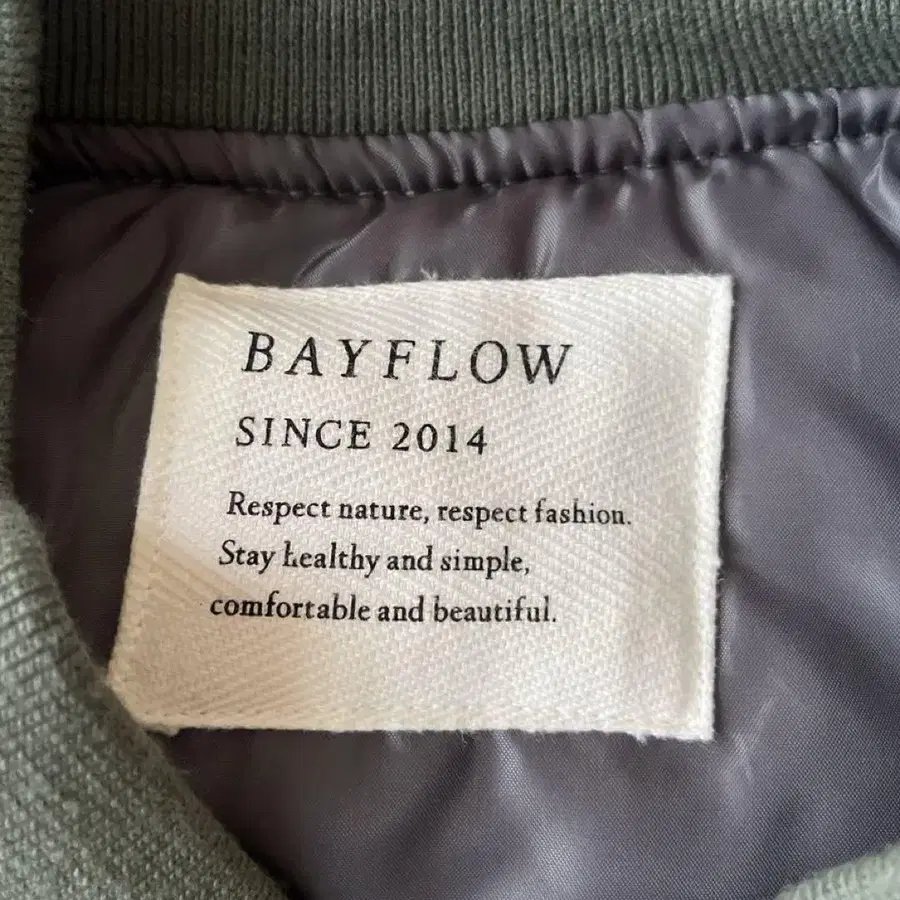 BAYFLOW
SINCE 2014
Respect nature, respect fashion.
Stay healthy and simple,
comfortable and beautiful.